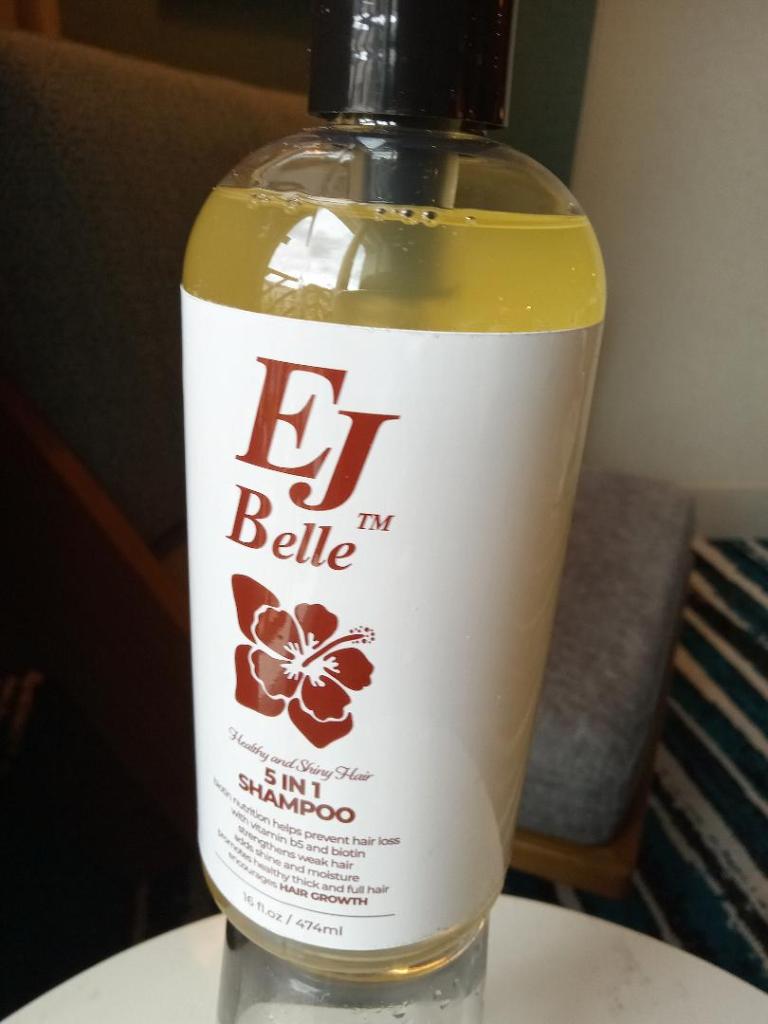 EJ
Belle™
Healthy and Shiny Hair
5 IN 1
SHAMPOO
biotin nutrition helps prevent hair loss
with vitamin b5 and biotin
strengthens weak hair
adds shine and moisture
promotes healthy thick and full hair
encourages HAIR GROWTH
16 fl.oz / 474ml